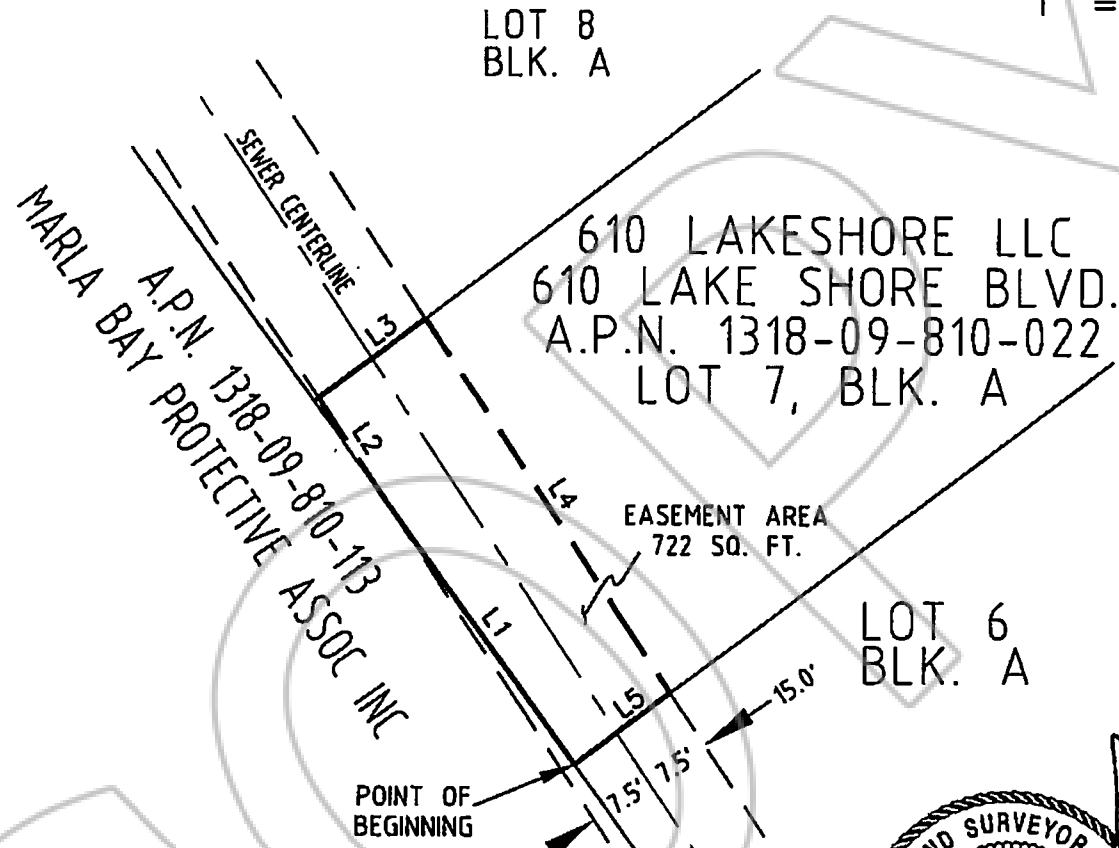 LOT 8
BLK. A
SEWER CENTERLINE
610 LAKESHORE LLC
610 LAKE SHORE BLVD.
A.P.N. 1318-09-810-022
LOT 7, BLK. A
A.P.N. 1318-09-810-113
MARLA BAY PROTECTIVE ASSOC INC
L3
L2
L4
EASEMENT AREA
722 SQ. FT.
L1
LOT 6
BLK. A
L5
15.0'
7.5'
7.5'
POINT OF
BEGINNING
SURVEYOR